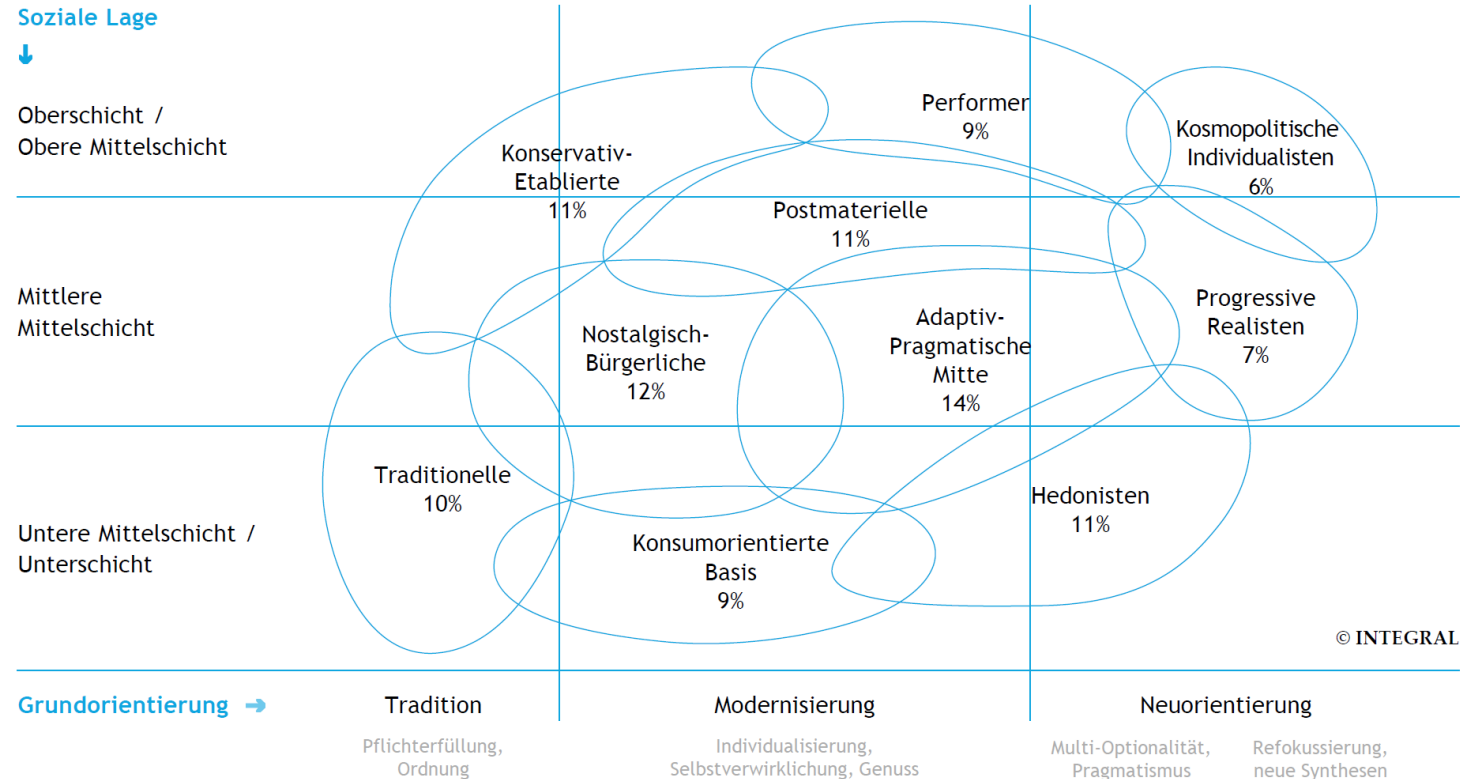 Soziale Lage
Oberschicht /
Obere Mittelschicht
Performer
9%
Kosmopolitische
Individualisten
6%
Konservativ-
Etablierte
11%
Postmaterielle
11%
Mittlere
Mittelschicht
Nostalgisch-
Bürgerliche
12%
Adaptiv-
Pragmatische
Mitte
14%
Progressive
Realisten
7%
Traditionelle
10%
Hedonisten
11%
Untere Mittelschicht /
Unterschicht
Konsumorientierte
Basis
9%
© INTEGRAL
Grundorientierung
Tradition
Modernisierung
Neuorientierung
Pflichterfüllung,
Ordnung
Individualisierung,
Selbstverwirklichung, Genuss
Multi-Optionalität,
Pragmatismus
Refokussierung,
neue Synthesen